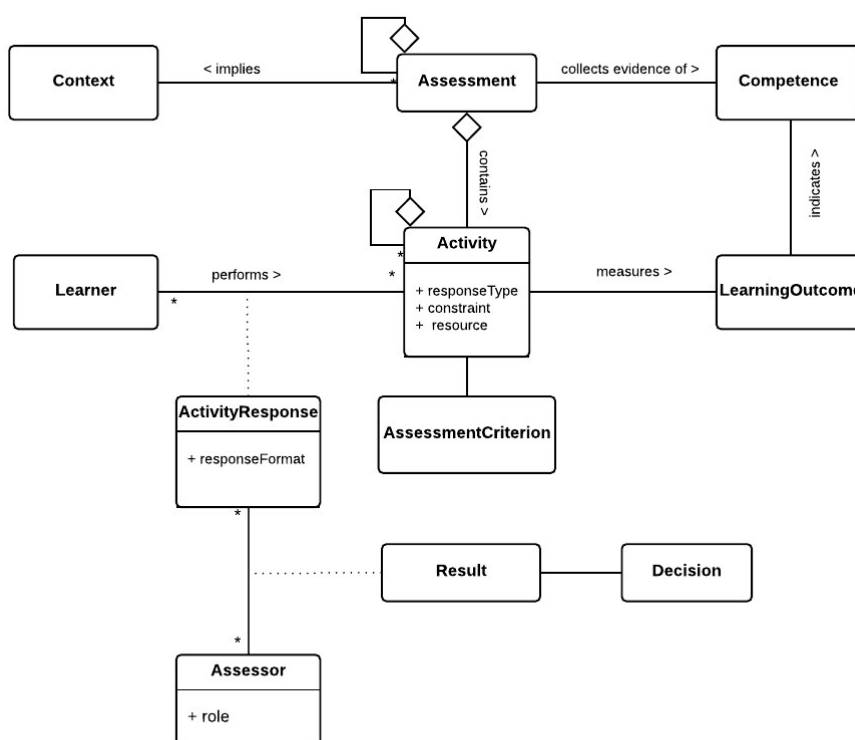 < implies
*
collects evidence of >
Context
Assessment
Competence
contains >
indicates >
*
Activity
*
performs >
measures >
Learner
*
+ responseType
+ constraint
+ resource
LearningOutcome
ActivityResponse
+ responseFormat
AssessmentCriterion
*
Result
Decision
*
Assessor
+ role